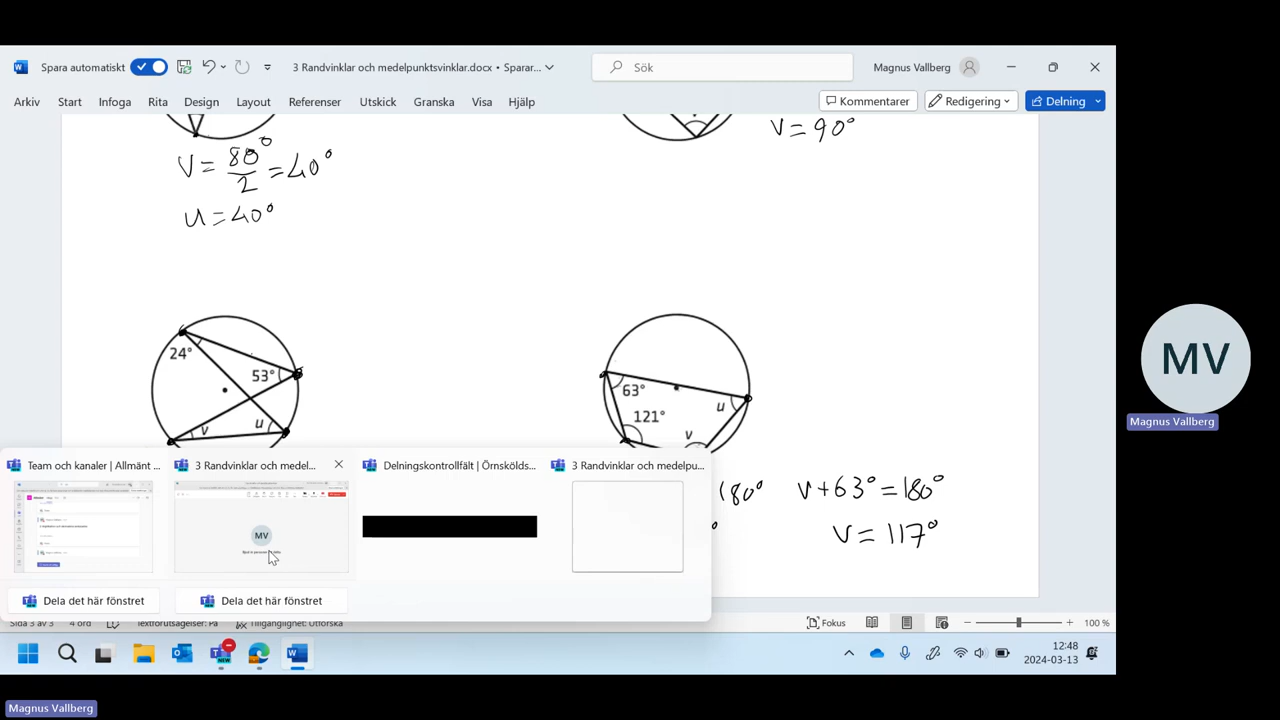 Spara automatiskt
3 Randvinklar och medelpunktsvinklar.docx • Sparar...
Sök
Magnus Vallberg
Arkiv Start Infoga Rita Design Layout Referenser Utskick Granska Visa Hjälp
Kommentarer Redigering Delning
V = 80°/2 = 40°
u = 40°
V = 90°
24°
53°
v
u
63°
121°
u
v
180°
V + 63° = 180°
V = 117°
MV
Magnus Vallberg
Team och kanaler | Allmänt ...
3 Randvinklar och medel...
Delningskontrollfält | Örnskölds...
3 Randvinklar och medelpu...
MV
Dela det här fönstret
Dela det här fönstret
Sida 3 av 3 4 ord Textförutsägelser: På Tillgänglighet: Utforska
Fokus
100 %
NEW
12:48
2024-03-13
Magnus Vallberg